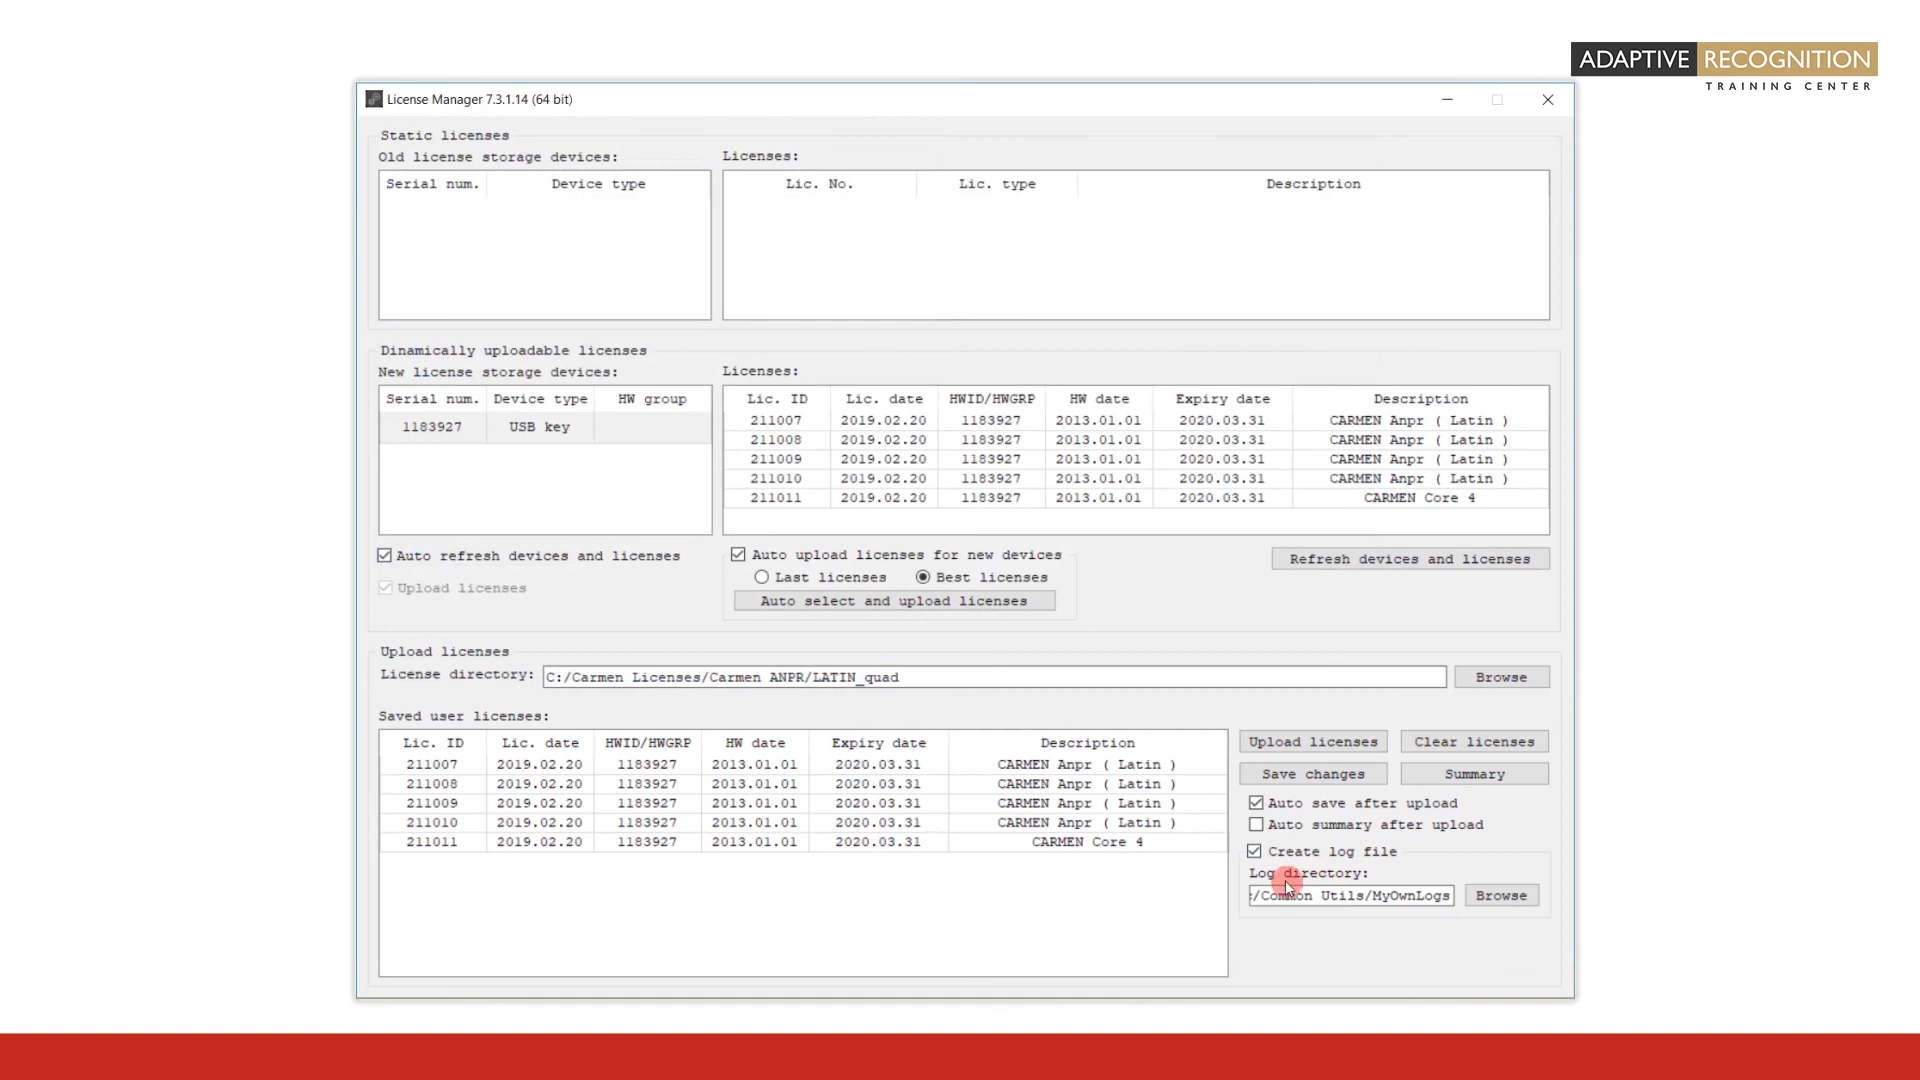 ADAPTIVE RECOGNITION
TRAINING CENTER
License Manager 7.3.1.14 (64 bit)
Static licenses
Old license storage devices:
Licenses:
Serial num. Device type
Lic. No. Lic. type Description
Dinamically uploadable licenses
New license storage devices:
Licenses:
Serial num. Device type HW group
1183927 USB key
Lic. ID Lic. date HWID/HWGRP HW date Expiry date Description
211007 2019.02.20 1183927 2013.01.01 2020.03.31 CARMEN Anpr ( Latin )
211008 2019.02.20 1183927 2013.01.01 2020.03.31 CARMEN Anpr ( Latin )
211009 2019.02.20 1183927 2013.01.01 2020.03.31 CARMEN Anpr ( Latin )
211010 2019.02.20 1183927 2013.01.01 2020.03.31 CARMEN Anpr ( Latin )
211011 2019.02.20 1183927 2013.01.01 2020.03.31 CARMEN Core 4
Auto refresh devices and licenses
Upload licenses
Auto upload licenses for new devices
Last licenses Best licenses
Auto select and upload licenses
Refresh devices and licenses
Upload licenses
License directory: C:/Carmen Licenses/Carmen ANPR/LATIN_quad Browse
Saved user licenses:
Lic. ID Lic. date HWID/HWGRP HW date Expiry date Description
211007 2019.02.20 1183927 2013.01.01 2020.03.31 CARMEN Anpr ( Latin )
211008 2019.02.20 1183927 2013.01.01 2020.03.31 CARMEN Anpr ( Latin )
211009 2019.02.20 1183927 2013.01.01 2020.03.31 CARMEN Anpr ( Latin )
211010 2019.02.20 1183927 2013.01.01 2020.03.31 CARMEN Anpr ( Latin )
211011 2019.02.20 1183927 2013.01.01 2020.03.31 CARMEN Core 4
Upload licenses Clear licenses
Save changes Summary
Auto save after upload
Auto summary after upload
Create log file
Log directory:
:/Common Utils/MyOwnLogs Browse